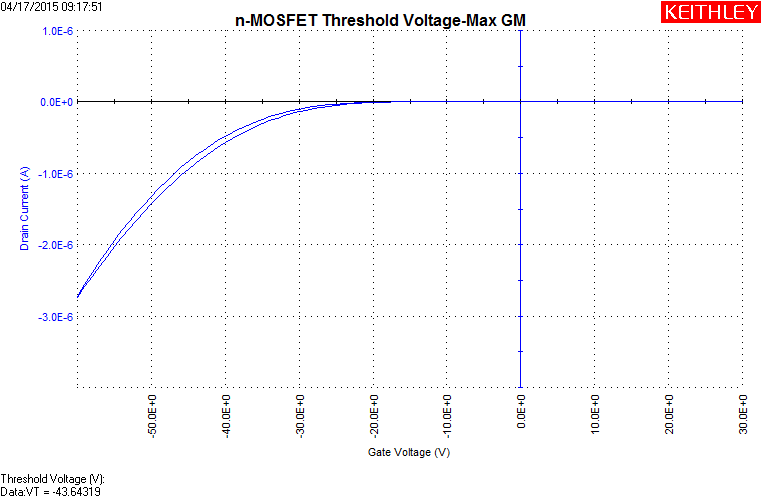 04/17/2015 09:17:51
n-MOSFET Threshold Voltage-Max GM
KEITHLEY
1.0E-6
0.0E+0
-1.0E-6
-2.0E-6
-3.0E-6
Drain Current (A)
-50.0E+0
-40.0E+0
-30.0E+0
-20.0E+0
-10.0E+0
0.0E+0
10.0E+0
20.0E+0
30.0E+0
Gate Voltage (V)
Threshold Voltage (V):
Data:VT = -43.64319